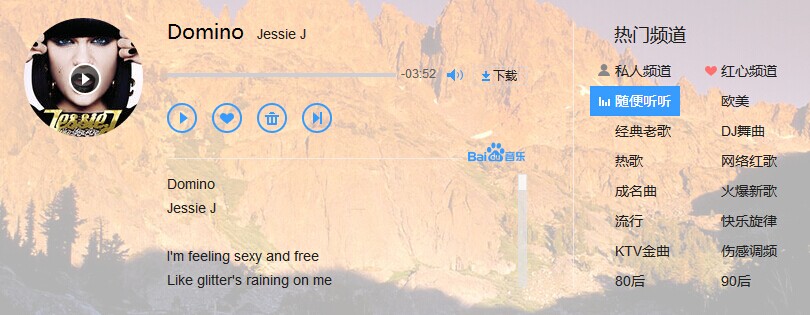 Domino Jessie J
-03:52 下载
Baidu音乐
Domino
Jessie J
I'm feeling sexy and free
Like glitter's raining on me
热门频道
私人频道 红心频道
随便听听 欧美
经典老歌 DJ舞曲
热歌 网络红歌
成名曲 火爆新歌
流行 快乐旋律
KTV金曲 伤感调频
80后 90后
JESSIE J